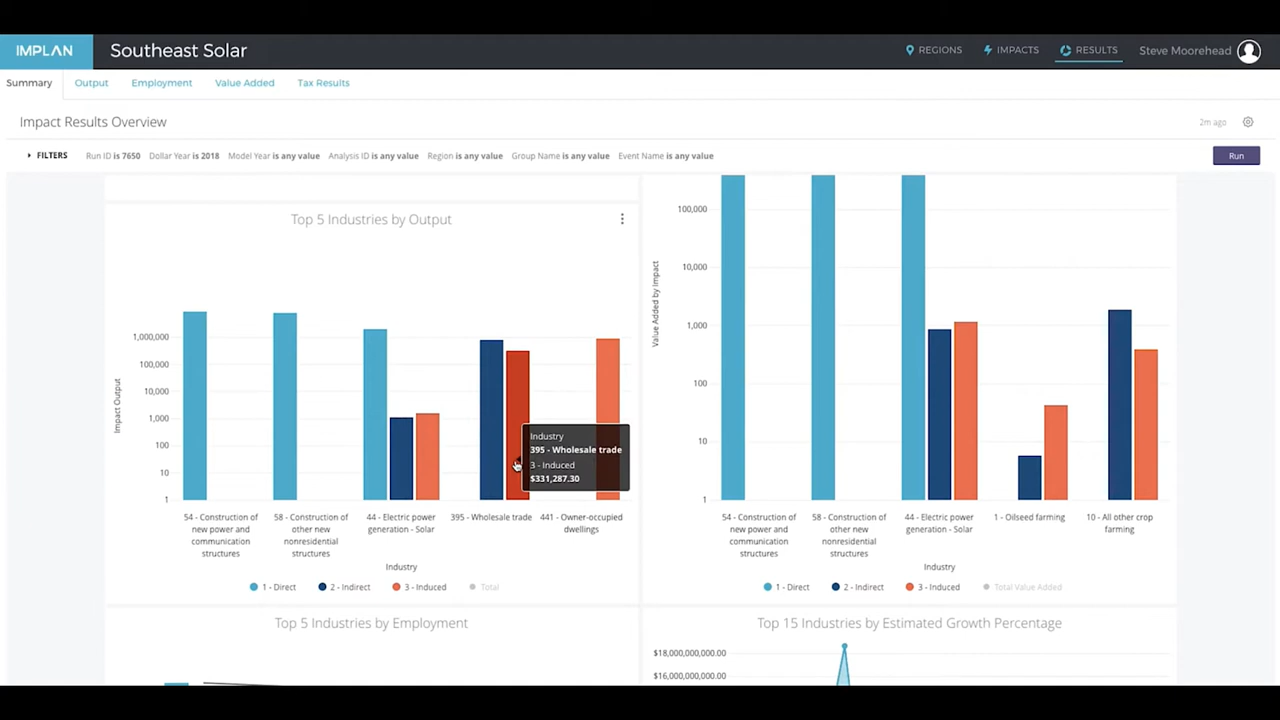 IMPLAN
Southeast Solar
REGIONS
IMPACTS
RESULTS
Steve Moorehead
Summary
Output
Employment
Value Added
Tax Results
Impact Results Overview
2m ago
FILTERS
Run ID is 7650
Dollar Year is 2018
Model Year is any value
Analysis ID is any value
Region is any value
Group Name is any value
Event Name is any value
Run
Top 5 Industries by Output
Impact Output
1,000,000
100,000
10,000
1,000
100
10
1
Industry
395 - Wholesale trade
3 - Induced
$331,287.30
54 - Construction of
new power and
communication
structures
58 - Construction of
other new
nonresidential
structures
44 - Electric power
generation - Solar
395 - Wholesale trade
441 - Owner-occupied
dwellings
Industry
1 - Direct
2 - Indirect
3 - Induced
Total
Value Added by Impact
100,000
10,000
1,000
100
10
1
54 - Construction of
new power and
communication
structures
58 - Construction of
other new
nonresidential
structures
44 - Electric power
generation - Solar
1 - Oilseed farming
10 - All other crop
farming
Industry
1 - Direct
2 - Indirect
3 - Induced
Total Value Added
Top 5 Industries by Employment
Top 15 Industries by Estimated Growth Percentage
$18,000,000,000.00
$16,000,000,000.00